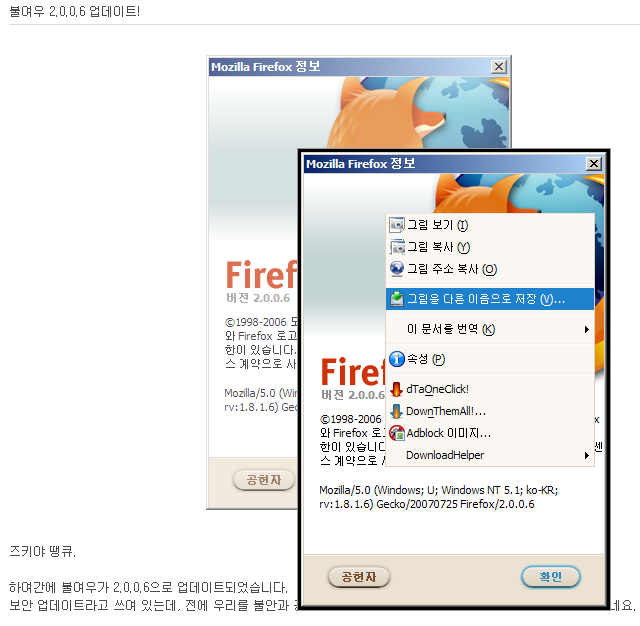 불여우 2.0.0.6 업데이트!
Mozilla Firefox 정보
버전 2.0.0.6
©1998-2006
와 Firefox 로고
한이 있습니다.
스 계약으로
Mozilla/5.0
rv:1.8.1.6)
공헌자
Mozilla Firefox 정보
그림 보기 (I)
그림 복사 (Y)
그림 주소 복사 (O)
그림을 다른 이름으로 저장 (V)...
이 문서를 번역 (K)
속성 (P)
dTaOneClick!
DownThemAll!...
Adblock 이미지...
DownloadHelper
버전 2.0.0.6
©1998-2006
와 Firefox
한이 있습니다
스 계약으로
Mozilla/5.0 (Windows; U; Windows NT 5.1; ko-KR;
rv:1.8.1.6) Gecko/20070725 Firefox/2.0.0.6
공헌자
확인
즈키야 땡큐.
하여간에 불여우가 2.0.0.6으로 업데이트되었습니다.
보안 업데이트라고 쓰여 있는데, 전에 우리를 불안과
네요.